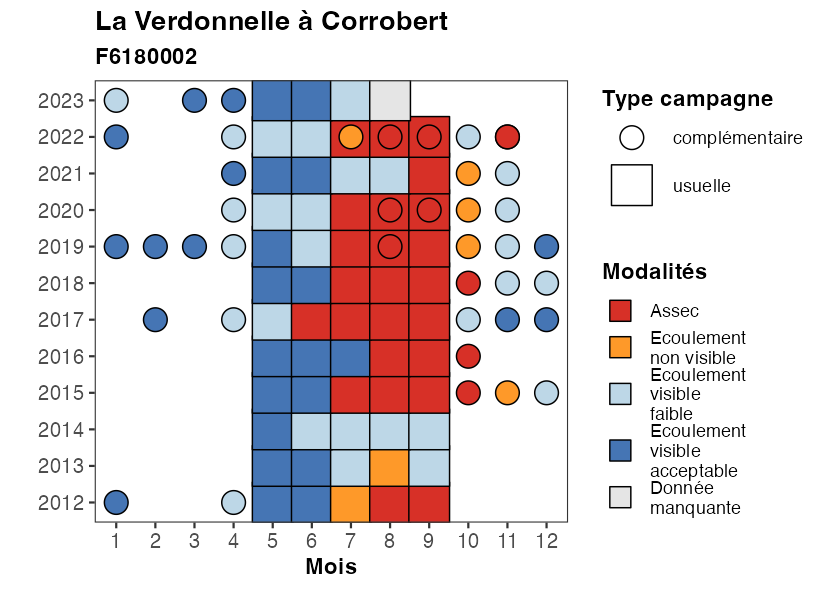 La Verdonnelle à Corrobert
F6180002
2023
2022
2021
2020
2019
2018
2017
2016
2015
2014
2013
2012
1 2 3 4 5 6 7 8 9 10 11 12
Mois
Type campagne
complémentaire
usuelle
Modalités
Assec
Ecoulement
non visible
Ecoulement
visible
faible
Ecoulement
visible
acceptable
Donnée
manquante